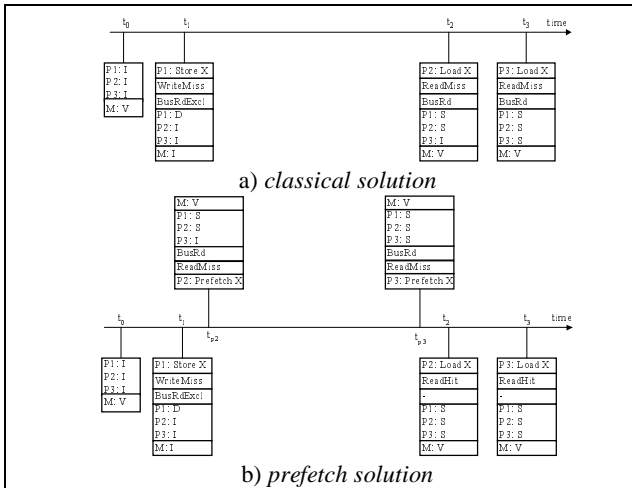 t0
t1
t2
t3
time
P1: I
P2: I
P3: I
M: V
P1: Store X
WriteMiss
BusRdExcl
P1: D
P2: I
P3: I
M: I
P2: Load X
ReadMiss
BusRd
P1: S
P2: S
P3: I
M: V
P3: Load X
ReadMiss
BusRd
P1: S
P2: S
P3: S
M: V
a) classical solution
M: V
P1: S
P2: S
P3: I
BusRd
ReadMiss
P2: Prefetch X
M: V
P1: S
P2: S
P3: S
BusRd
ReadMiss
P3: Prefetch X
t0
t1
tp2
tp3
t2
t3
time
P1: I
P2: I
P3: I
M: V
P1: Store X
WriteMiss
BusRdExcl
P1: D
P2: I
P3: I
M: I
P2: Load X
ReadHit
-
P1: S
P2: S
P3: S
M: V
P3: Load X
ReadHit
-
P1: S
P2: S
P3: S
M: V
b) prefetch solution